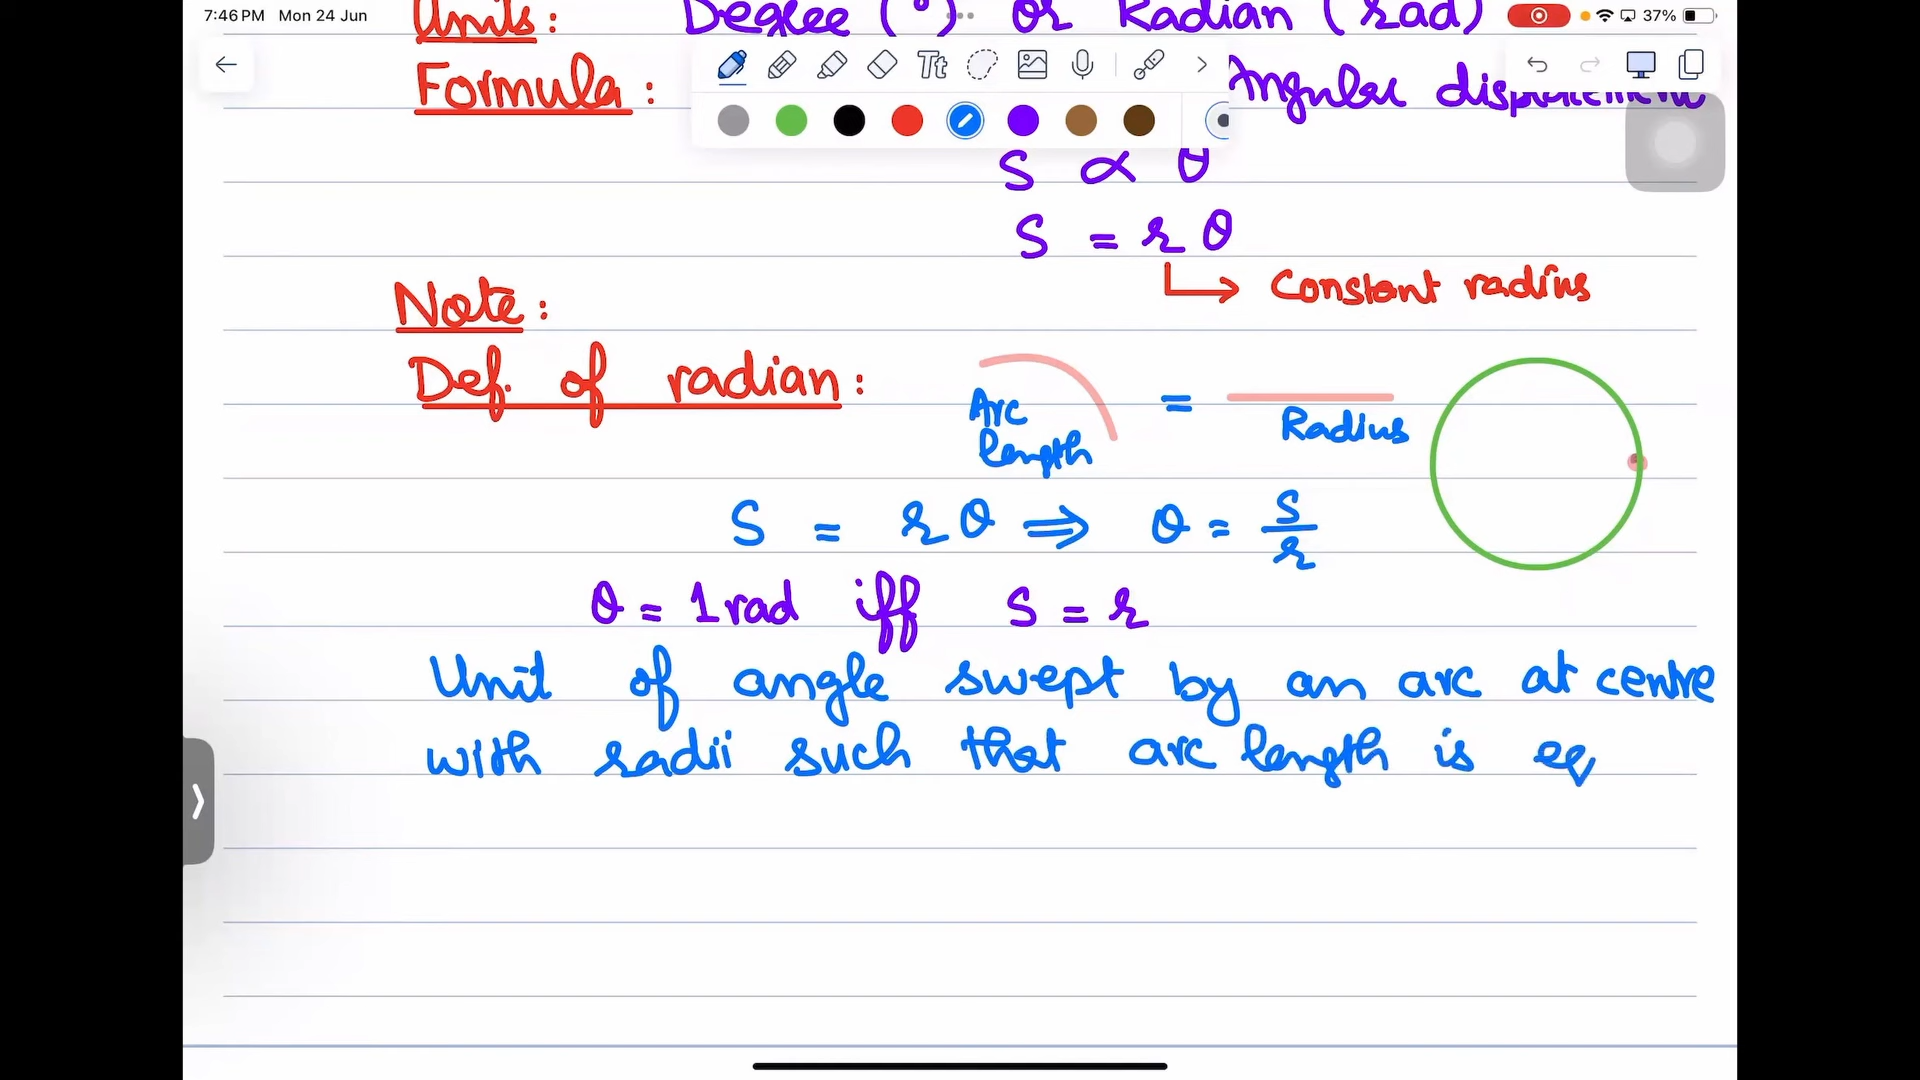 7:46 PM Mon 24 Jun
37%
Units: Degree (°) or Radian (rad)
Formula: Angular displacement
Tt
S ∝ θ
S = r θ
Constant radius
Note:
Def. of radian:
Arc length = Radius
S = r θ ⇒ θ = S/r
θ = 1 rad iff S = r
Unit of angle swept by an arc at centre
with radii such that arc length is eq